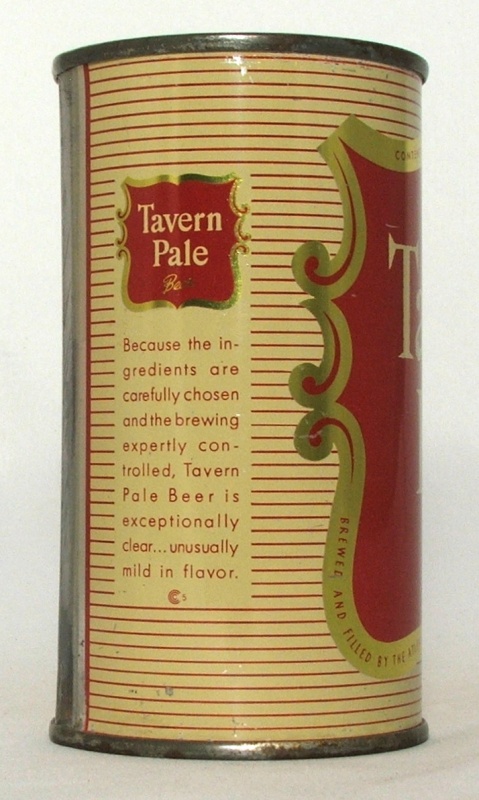 Tavern
Pale
Beer
Because the in-
gredients are
carefully chosen
and the brewing
expertly con-
trolled, Tavern
Pale Beer is
exceptionally
clear... unusually
mild in flavor.
BREWED AND FILLED BY THE